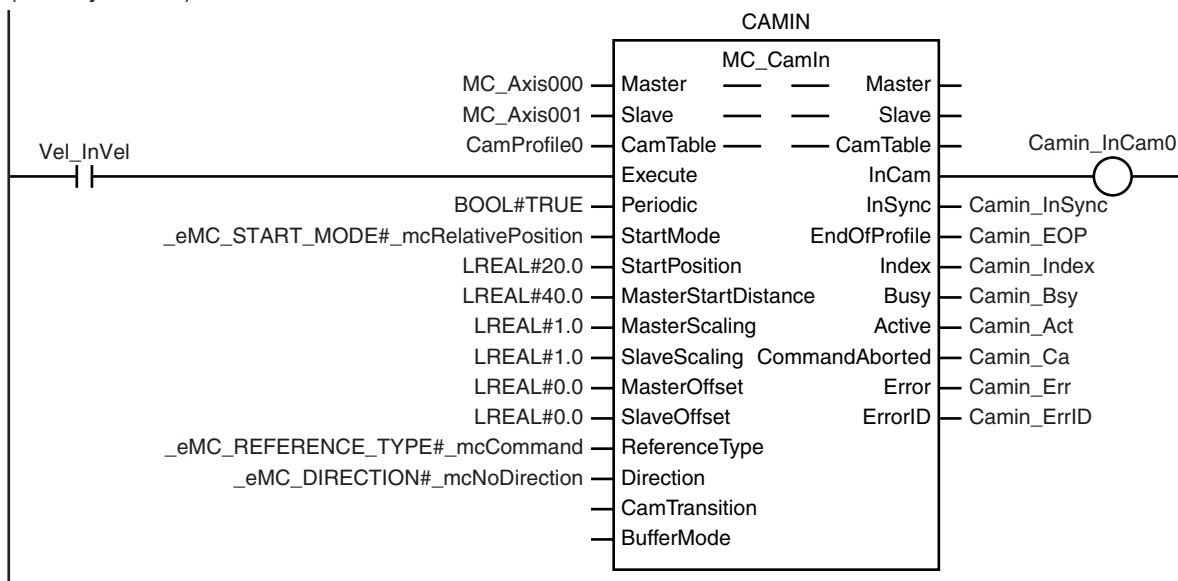 CAMIN
MC_CamIn
MC_Axis000 Master Master
MC_Axis001 Slave Slave
CamProfile0 CamTable CamTable Camin_InCam0
Vel_InVel Execute InCam
BOOL#TRUE Periodic InSync Camin_InSync
_eMC_START_MODE#_mcRelativePosition StartMode EndOfProfile Camin_EOP
LREAL#20.0 StartPosition Index Camin_Index
LREAL#40.0 MasterStartDistance Busy Camin_Bsy
LREAL#1.0 MasterScaling Active Camin_Act
LREAL#1.0 SlaveScaling CommandAborted Camin_Ca
LREAL#0.0 MasterOffset Error Camin_Err
LREAL#0.0 SlaveOffset ErrorID Camin_ErrID
_eMC_REFERENCE_TYPE#_mcCommand ReferenceType
_eMC_DIRECTION#_mcNoDirection Direction
CamTransition
BufferMode